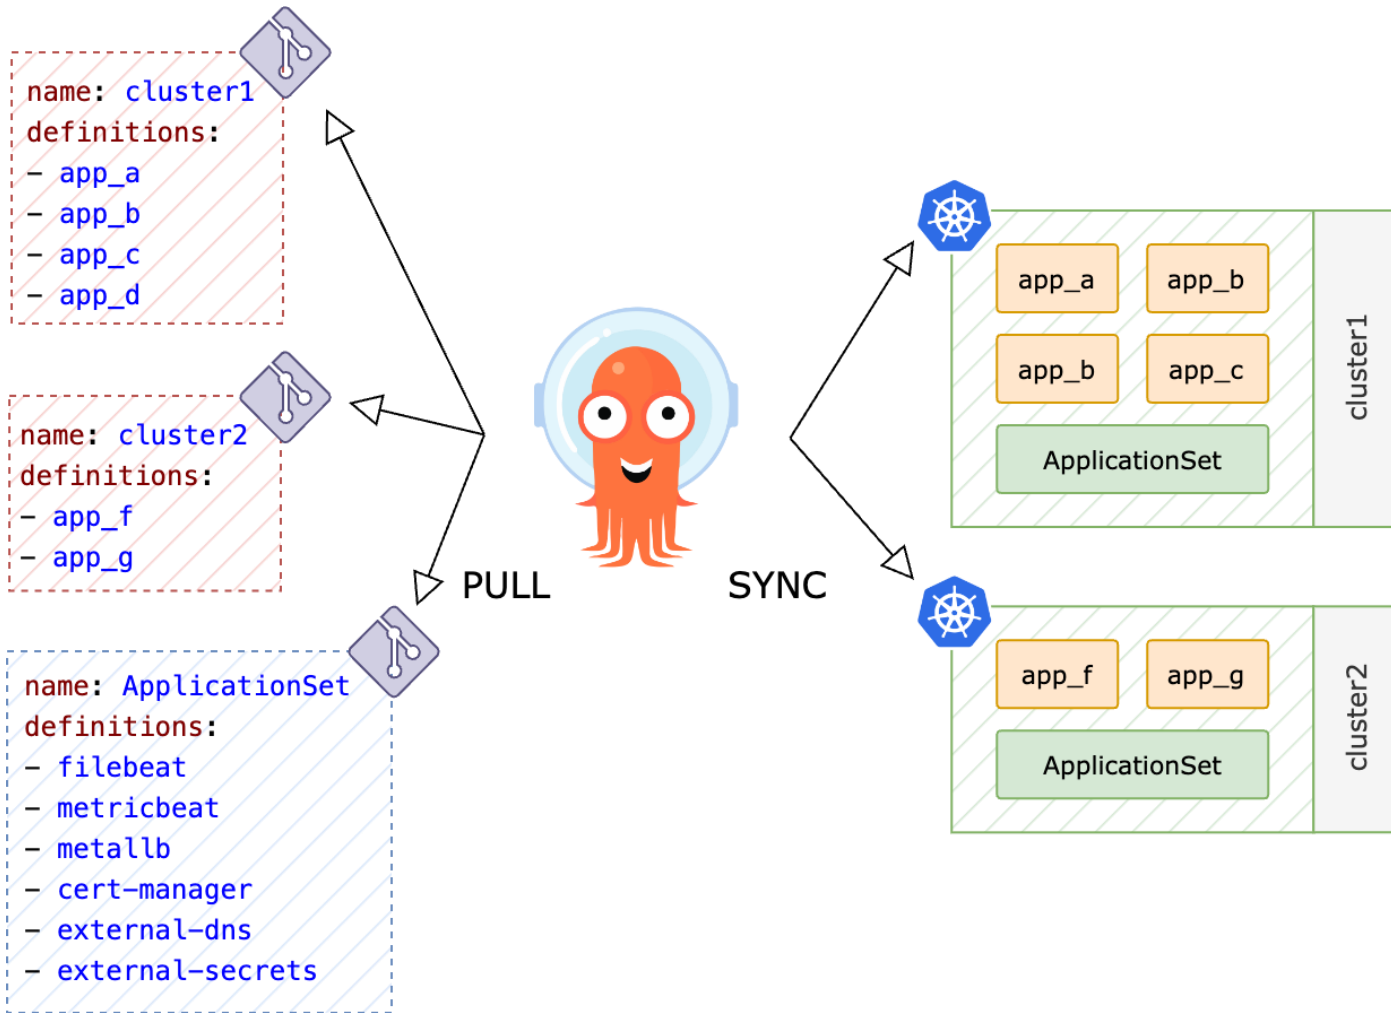 name: cluster1
definitions:
- app_a
- app_b
- app_c
- app_d
name: cluster2
definitions:
- app_f
- app_g
name: ApplicationSet
definitions:
- filebeat
- metricbeat
- metallb
- cert-manager
- external-dns
- external-secrets
PULL
SYNC
app_a app_b
app_b app_c
ApplicationSet
cluster1
app_f app_g
ApplicationSet
cluster2